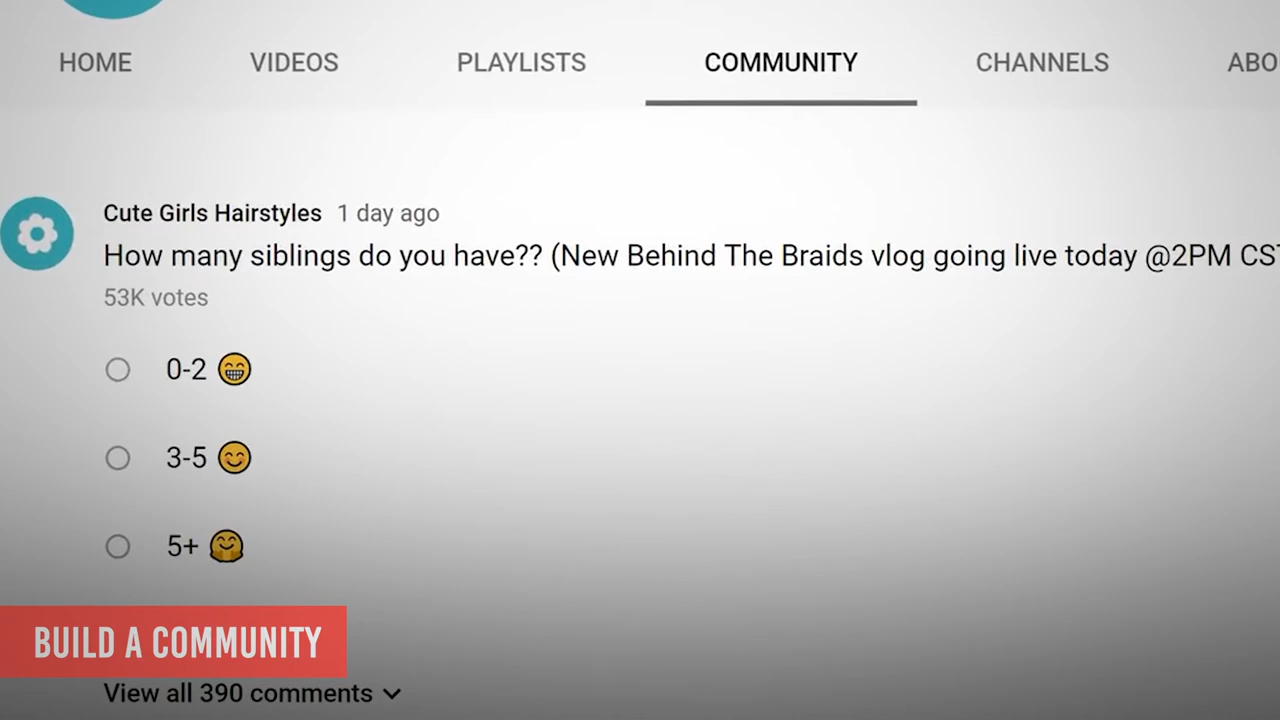 HOME VIDEOS PLAYLISTS COMMUNITY CHANNELS ABO
Cute Girls Hairstyles 1 day ago
How many siblings do you have?? (New Behind The Braids vlog going live today @2PM CST
53K votes
0-2 😁
3-5 😊
5+ 🤗
BUILD A COMMUNITY
View all 390 comments